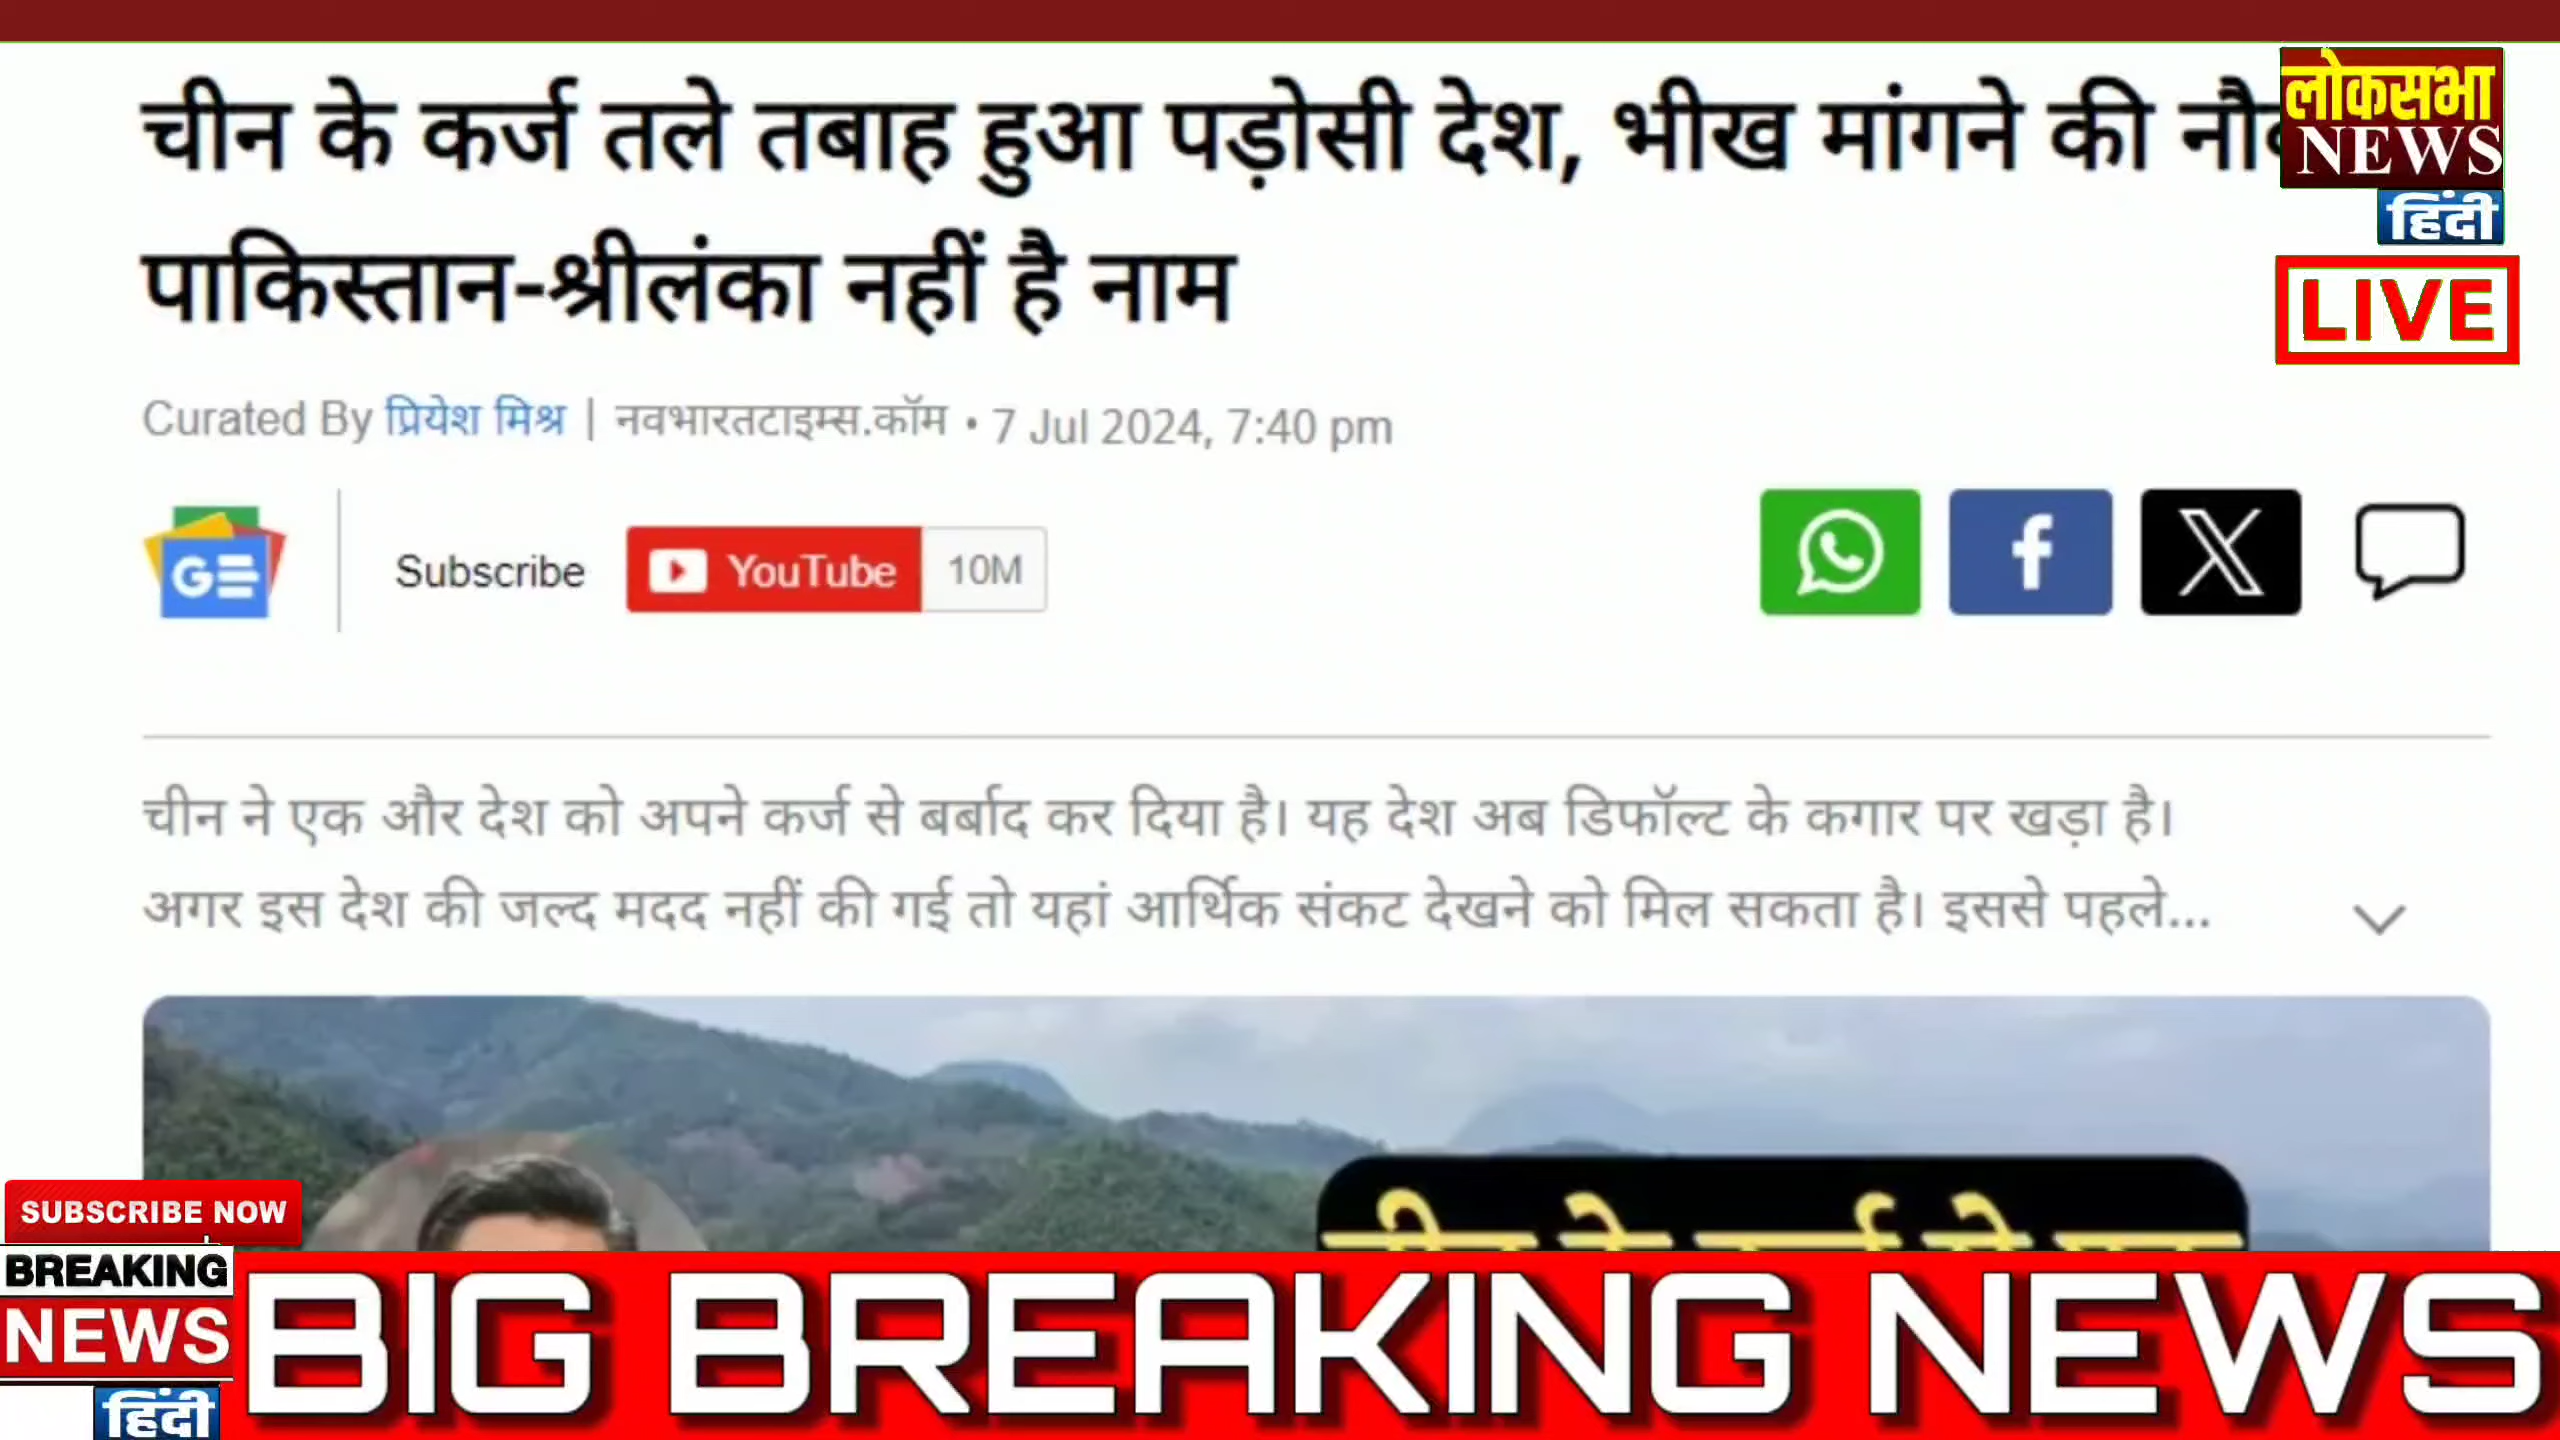 चीन के कर्ज तले तबाह हुआ पड़ोसी देश, भीख मांगने की
पाकिस्तान-श्रीलंका नहीं है नाम
लोकसभा
NEWS
हिंदी
LIVE
Curated By प्रियेश मिश्र | नवभारतटाइम्स.कॉम • 7 Jul 2024, 7:40 pm
Subscribe YouTube 10M
चीन ने एक और देश को अपने कर्ज से बर्बाद कर दिया है। यह देश अब डिफॉल्ट के कगार पर खड़ा है।
अगर इस देश की जल्द मदद नहीं की गई तो यहां आर्थिक संकट देखने को मिल सकता है। इससे पहले...
SUBSCRIBE NOW
BREAKING
NEWS
हिंदी
BIG BREAKING NEWS